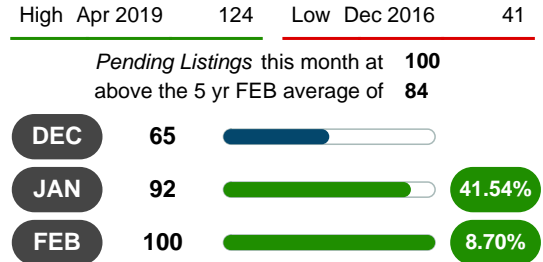 High Apr 2019 124 Low Dec 2016 41
Pending Listings this month at 100
above the 5 yr FEB average of 84
DEC 65
JAN 92 41.54%
FEB 100 8.70%